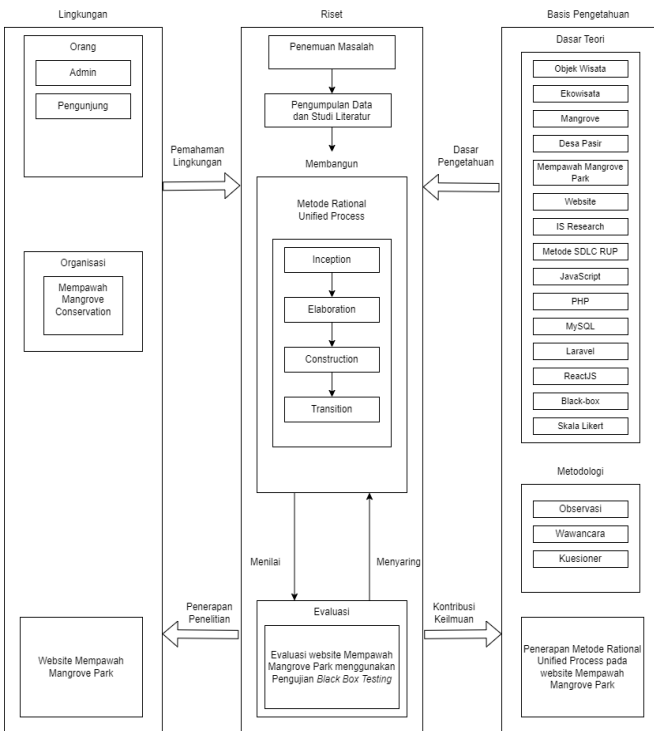 Lingkungan
Orang
Admin
Pengunjung
Organisasi
Mempawah
Mangrove
Conservation
Website Mempawah
Mangrove Park
Pemahaman
Lingkungan
Penerapan
Penelitian
Riset
Penemuan Masalah
Pengumpulan Data
dan Studi Literatur
Membangun
Metode Rational
Unified Process
Inception
Elaboration
Construction
Transition
Menilai
Menyaring
Evaluasi
Evaluasi website Mempawah
Mangrove Park menggunakan
Pengujian Black Box Testing
Dasar
Pengetahuan
Kontribusi
Keilmuan
Basis Pengetahuan
Dasar Teori
Objek Wisata
Ekowisata
Mangrove
Desa Pasir
Mempawah Mangrove
Park
Website
IS Research
Metode SDLC RUP
JavaScript
PHP
MySQL
Laravel
ReactJS
Black-box
Skala Likert
Metodologi
Observasi
Wawancara
Kuesioner
Penerapan Metode Rational
Unified Process pada
website Mempawah
Mangrove Park